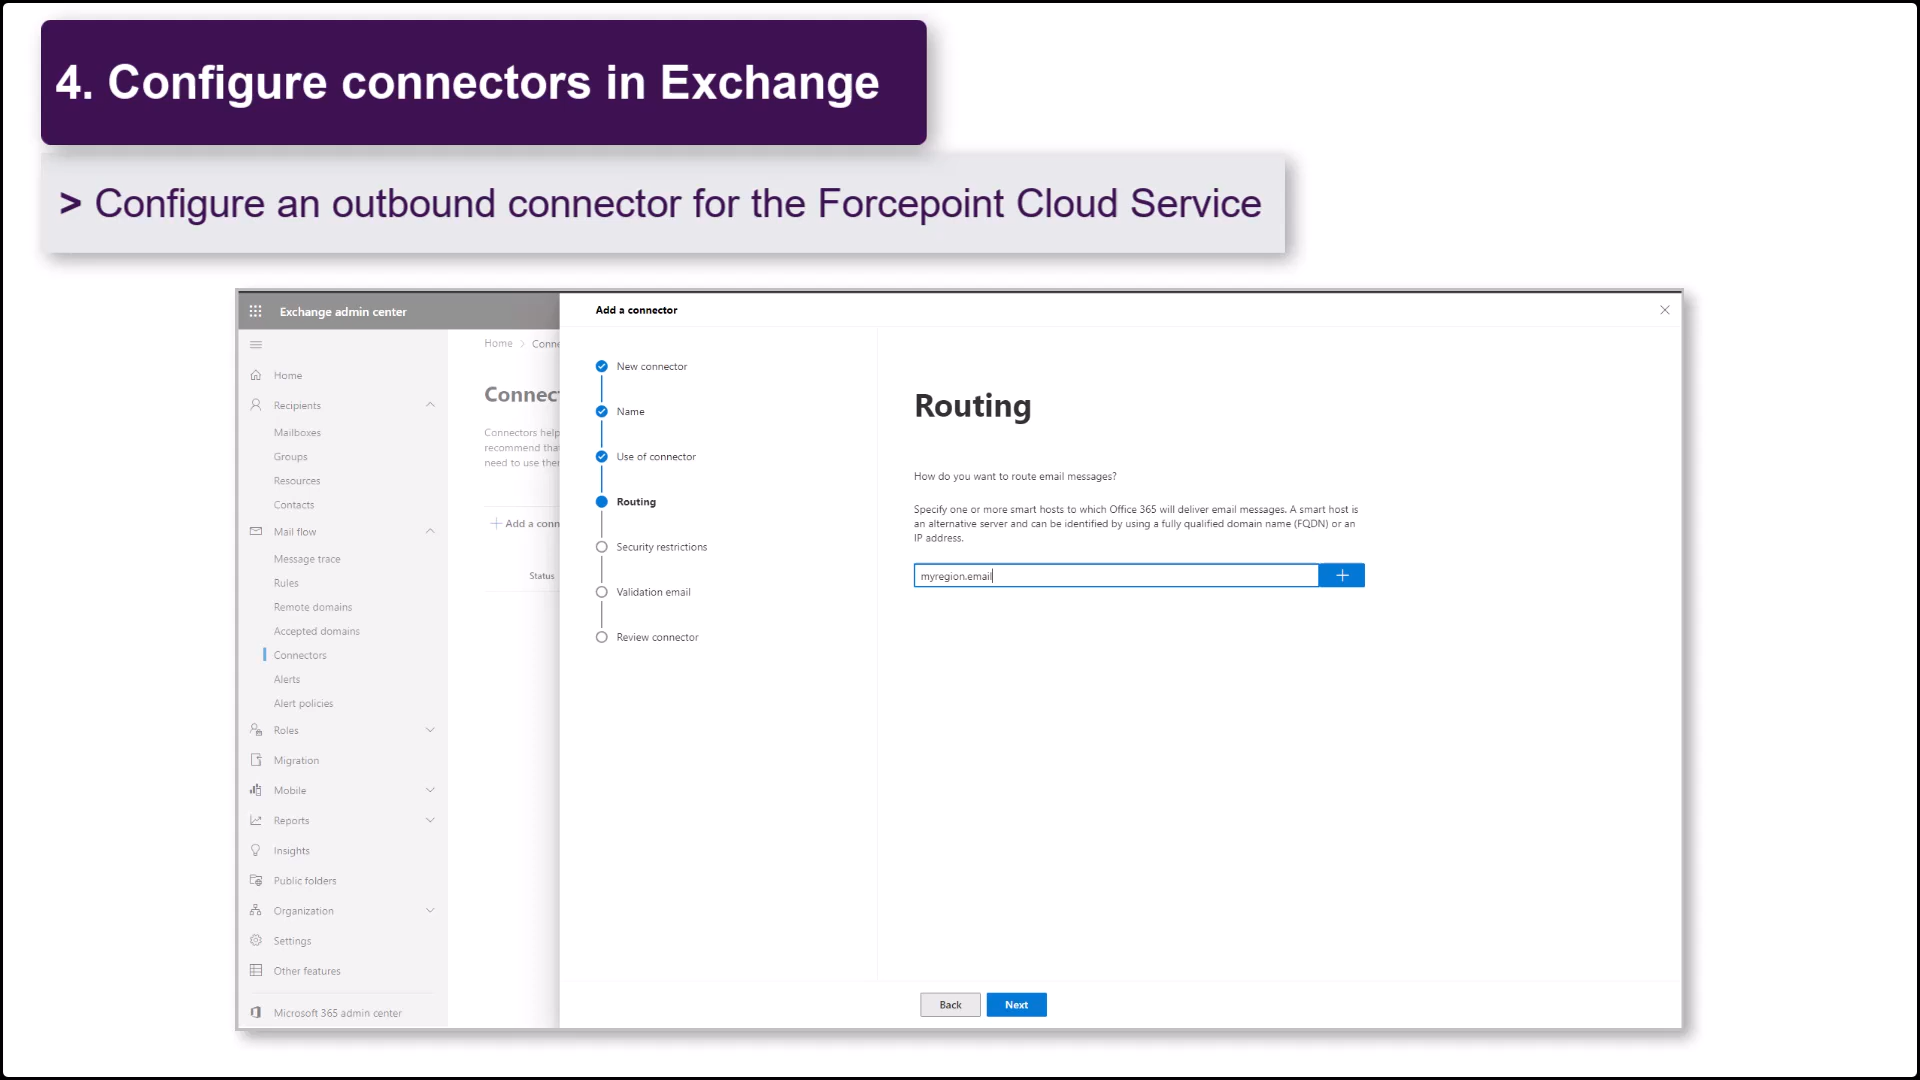 4. Configure connectors in Exchange
> Configure an outbound connector for the Forcepoint Cloud Service
Exchange admin center
Home
Recipients
Mailboxes
Groups
Resources
Contacts
Mail flow
Message trace
Rules
Remote domains
Accepted domains
Connectors
Alerts
Alert policies
Roles
Migration
Mobile
Reports
Insights
Public folders
Organization
Settings
Other features
Microsoft 365 admin center
Home > Conne
Connec
Connectors help
recommend that
need to use ther
+ Add a conn
Status
Add a connector
New connector
Name
Use of connector
Routing
Security restrictions
Validation email
Review connector
Routing
How do you want to route email messages?
Specify one or more smart hosts to which Office 365 will deliver email messages. A smart host is
an alternative server and can be identified by using a fully qualified domain name (FQDN) or an
IP address.
myregion.email
+
Back
Next